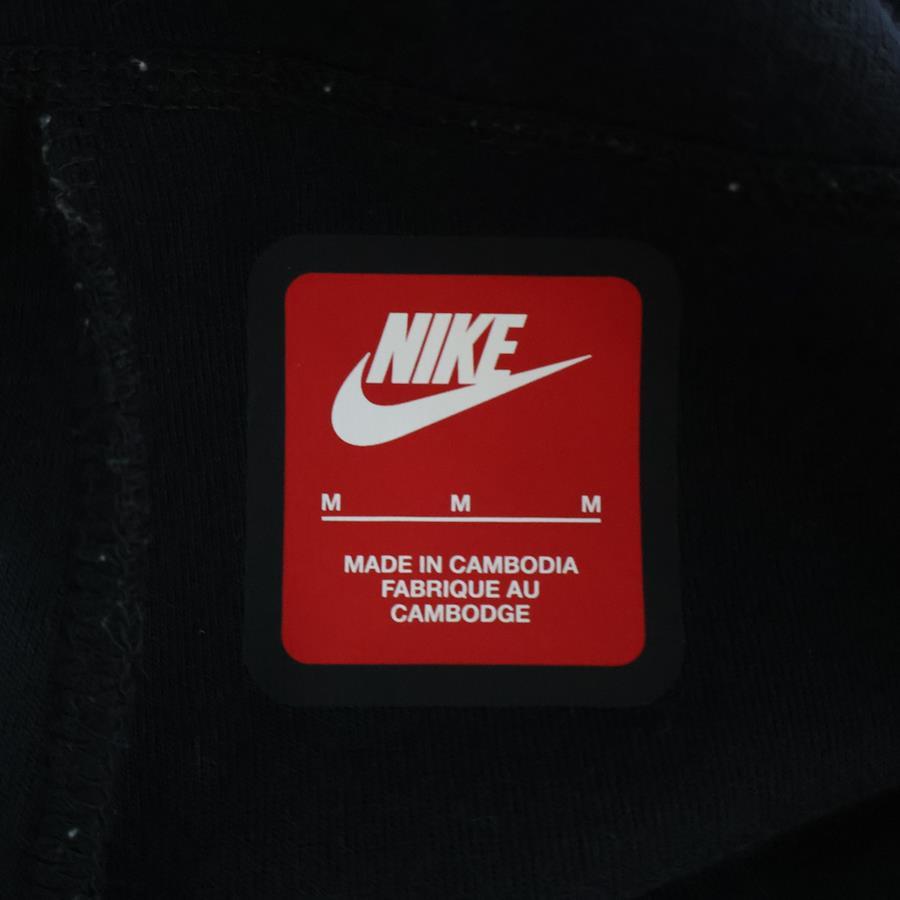 NIKE
M M M
MADE IN CAMBODIA
FABRIQUE AU
CAMBODGE